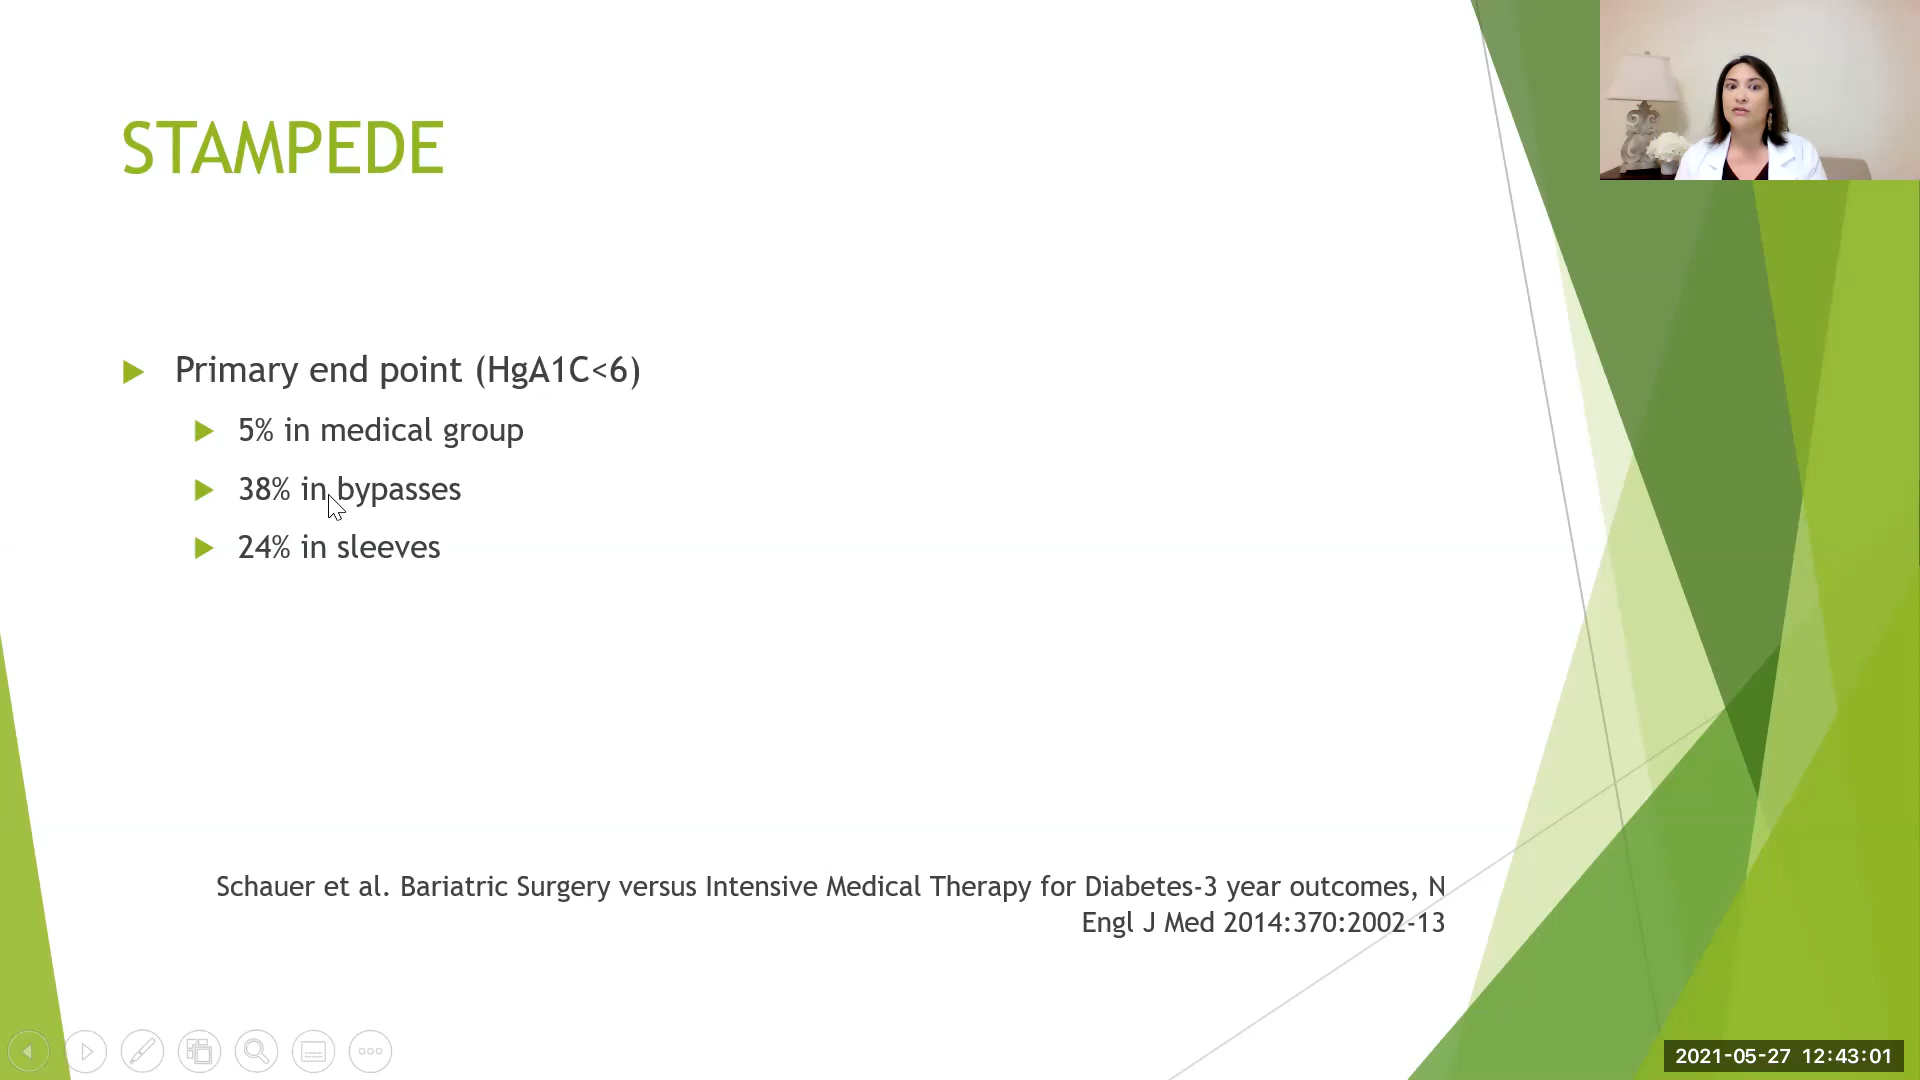 STAMPEDE
Primary end point (HgA1C<6)
5% in medical group
38% in bypasses
24% in sleeves
Schauer et al. Bariatric Surgery versus Intensive Medical Therapy for Diabetes-3 year outcomes, N
Engl J Med 2014:370:2002-13
2021-05-27 12:43:01